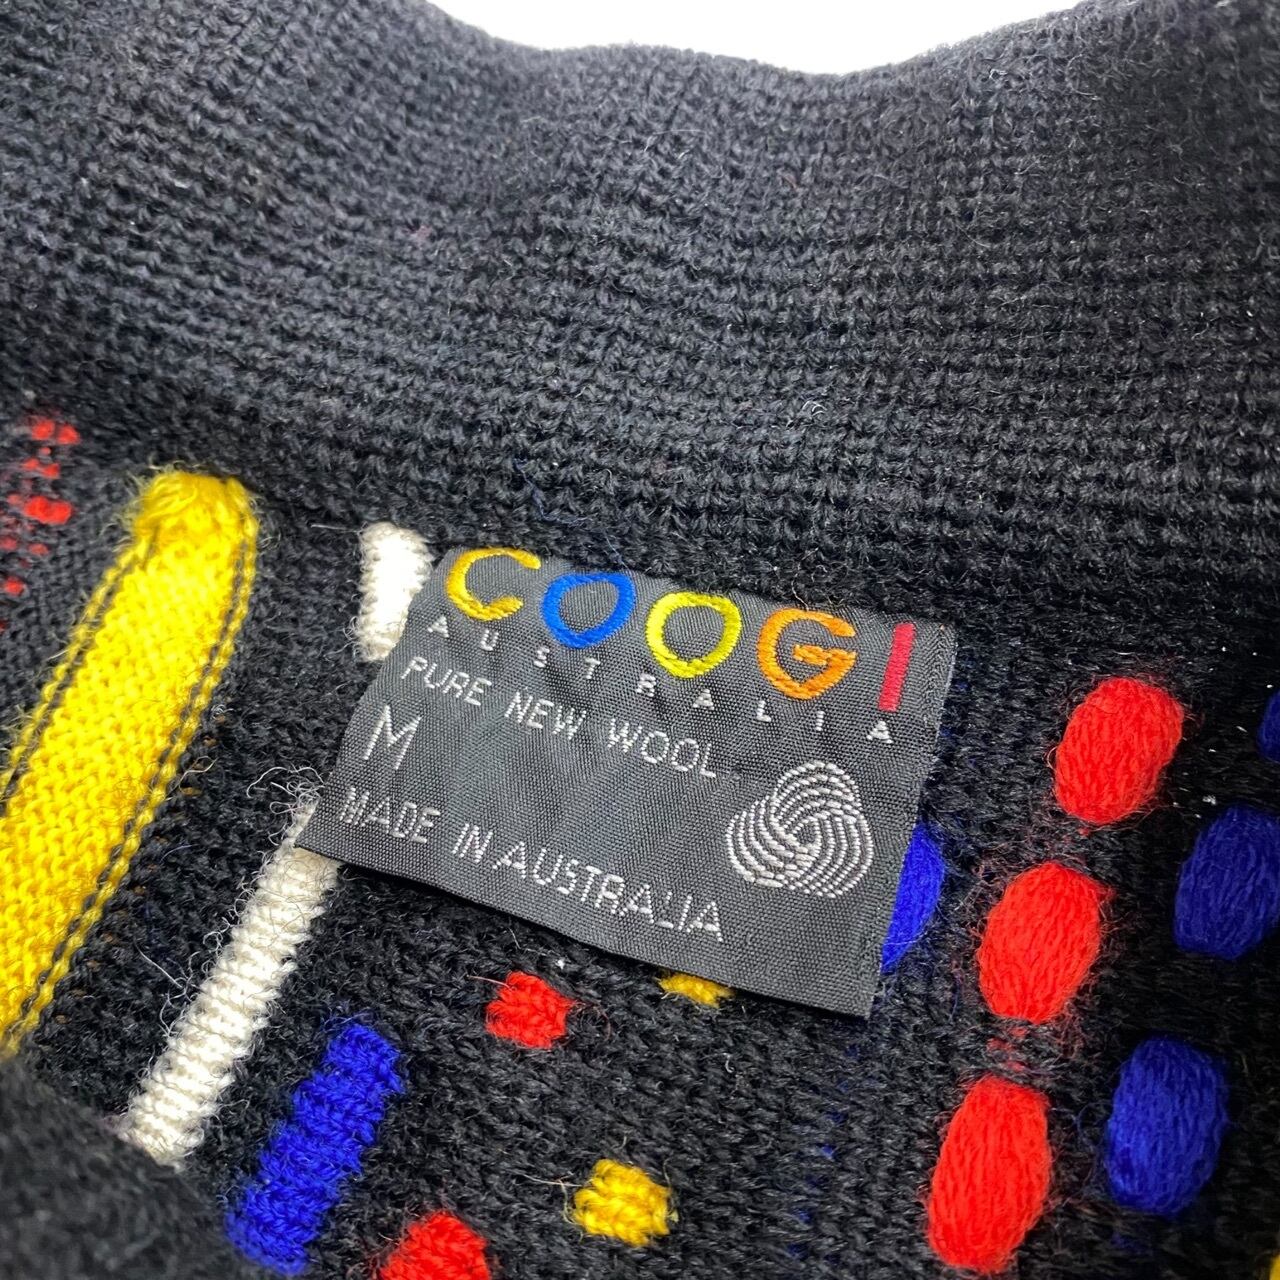 COOGI
AUSTRALIA
PURE NEW WOOL
M
MADE IN AUSTRALIA